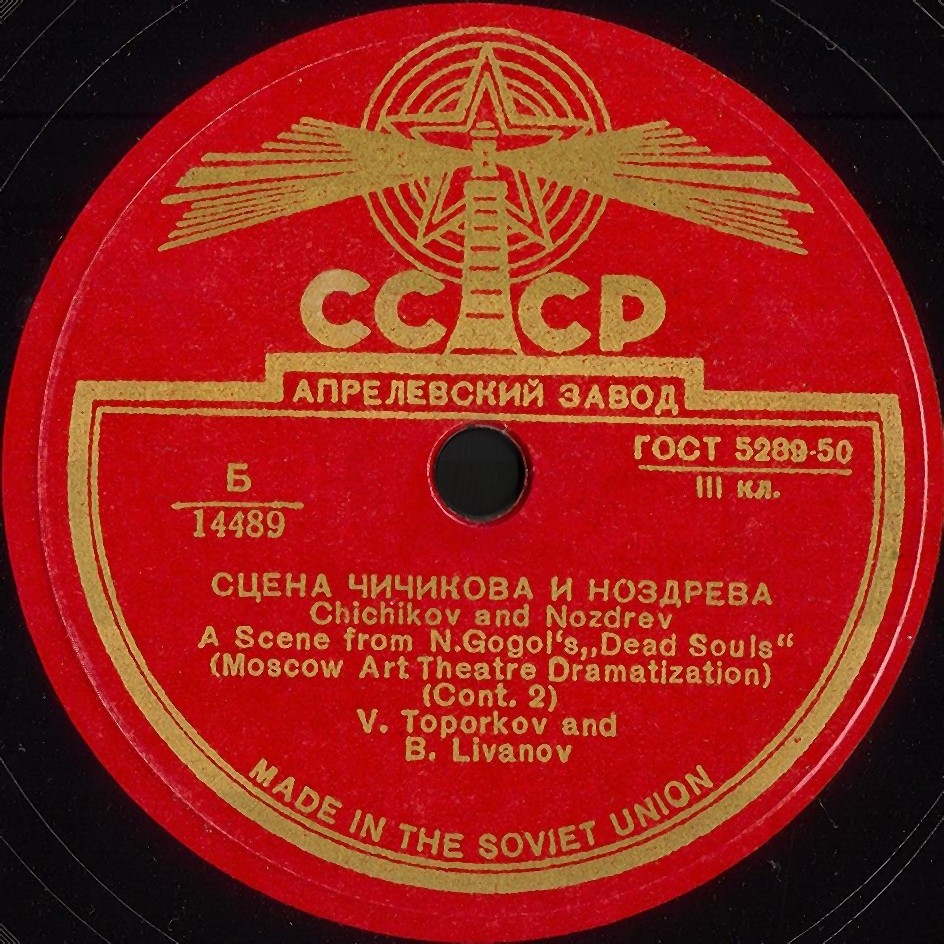 СССР
АПРЕЛЕВСКИЙ ЗАВОД
ГОСТ 5289-50
III кл.
Б
14489
СЦЕНА ЧИЧИКОВА И НОЗДРЕВА
Chichikov and Nozdrev
A Scene from N.Gogol's„Dead Souls“
(Moscow Art Theatre Dramatization)
(Cont. 2)
V. Toporkov and
B. Livanov
MADE IN THE SOVIET UNION